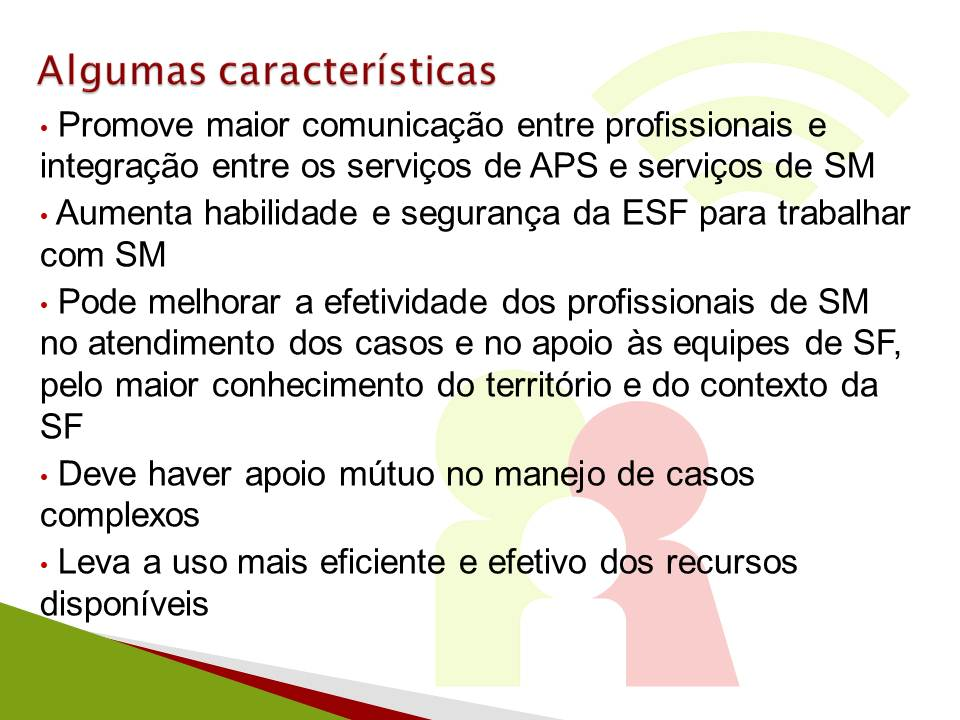 Algumas características
• Promove maior comunicação entre profissionais e
integração entre os serviços de APS e serviços de SM
• Aumenta habilidade e segurança da ESF para trabalhar
com SM
• Pode melhorar a efetividade dos profissionais de SM
no atendimento dos casos e no apoio às equipes de SF,
pelo maior conhecimento do território e do contexto da
SF
• Deve haver apoio mútuo no manejo de casos
complexos
• Leva a uso mais eficiente e efetivo dos recursos
disponíveis